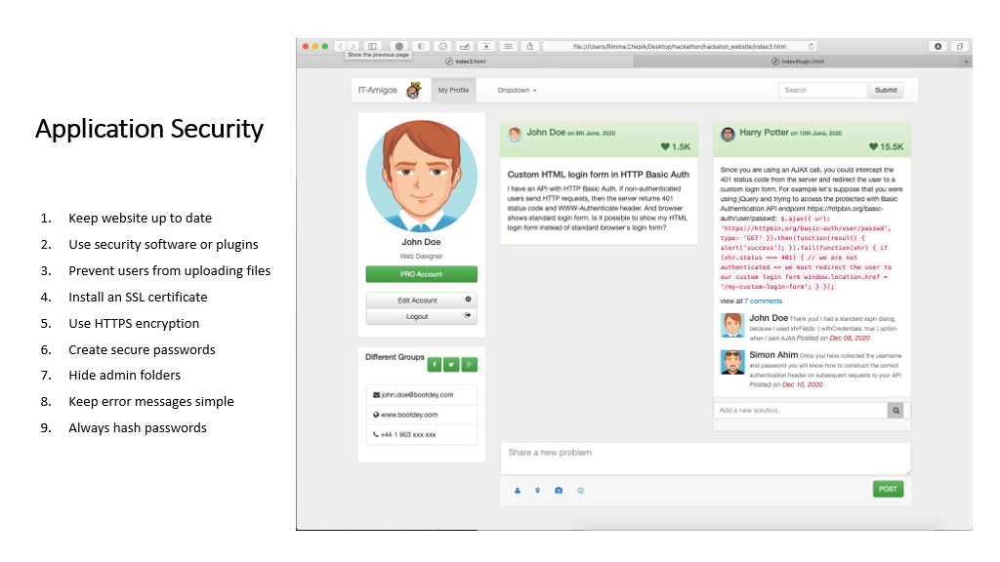 Application Security
1. Keep website up to date
2. Use security software or plugins
3. Prevent users from uploading files
4. Install an SSL certificate
5. Use HTTPS encryption
6. Create secure passwords
7. Hide admin folders
8. Keep error messages simple
9. Always hash passwords
file:///Users/Rimma.Chepik/Desktop/hackathon/hackaton_website/index3.html
Show the previous page
index3.html
index4login.html
IT-Amigos
My Profile
Dropdown
Search
Submit
John Doe
Web Designer
PRO Account
Edit Account
Logout
Different Groups
john.doe@bootdey.com
www.bootdey.com
+44 1 903 xxx xxx
John Doe on 8th June, 2020
1.5K
Custom HTML login form in HTTP Basic Auth
I have an API with HTTP Basic Auth. If non-authenticated
users send HTTP requests, then the server returns 401
status code and WWW-Authenticate header. And browser
shows standard login form. Is it possible to show my HTML
login form instead of standard browser's login form?
Harry Potter on 10th June, 2020
15.5K
Since you are using an AJAX call, you could intercept the
401 status code from the server and redirect the user to a
custom login form. For example let's suppose that you were
using jQuery and trying to access the protected with Basic
Authentication API endpoint https://httpbin.org/basic-
auth/user/passwd: $.ajax({ url:
'https://httpbin.org/basic-auth/user/passwd',
type: 'GET' }).then(function(result) {
alert('success'); }).fail(function(xhr) { if
(xhr.status === 401) { // we are not
authenticated => we must redirect the user to
our custom login form window.location.href =
'/my-custom-login-form'; } });
view all 7 comments
John Doe Thank you! I had a standard login dialog,
because I used xhrFields: { withCredentials: true } option
when I sent AJAX Posted on Dec 08, 2020
Simon Ahim Once you have collected the username
and password you will know how to construct the correct
authentication header on subsequent requests to your API
Posted on Dec 10, 2020
Add a new solution..
Share a new problem
POST